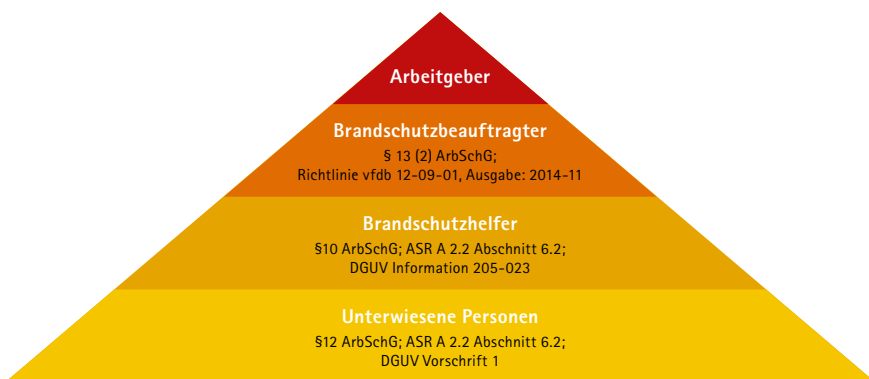 Arbeitgeber
Brandschutzbeauftragter
§ 13 (2) ArbSchG;
Richtlinie vfdb 12-09-01, Ausgabe: 2014-11
Brandschutzhelfer
§10 ArbSchG; ASR A 2.2 Abschnitt 6.2;
DGUV Information 205-023
Unterwiesene Personen
§12 ArbSchG; ASR A 2.2 Abschnitt 6.2;
DGUV Vorschrift 1